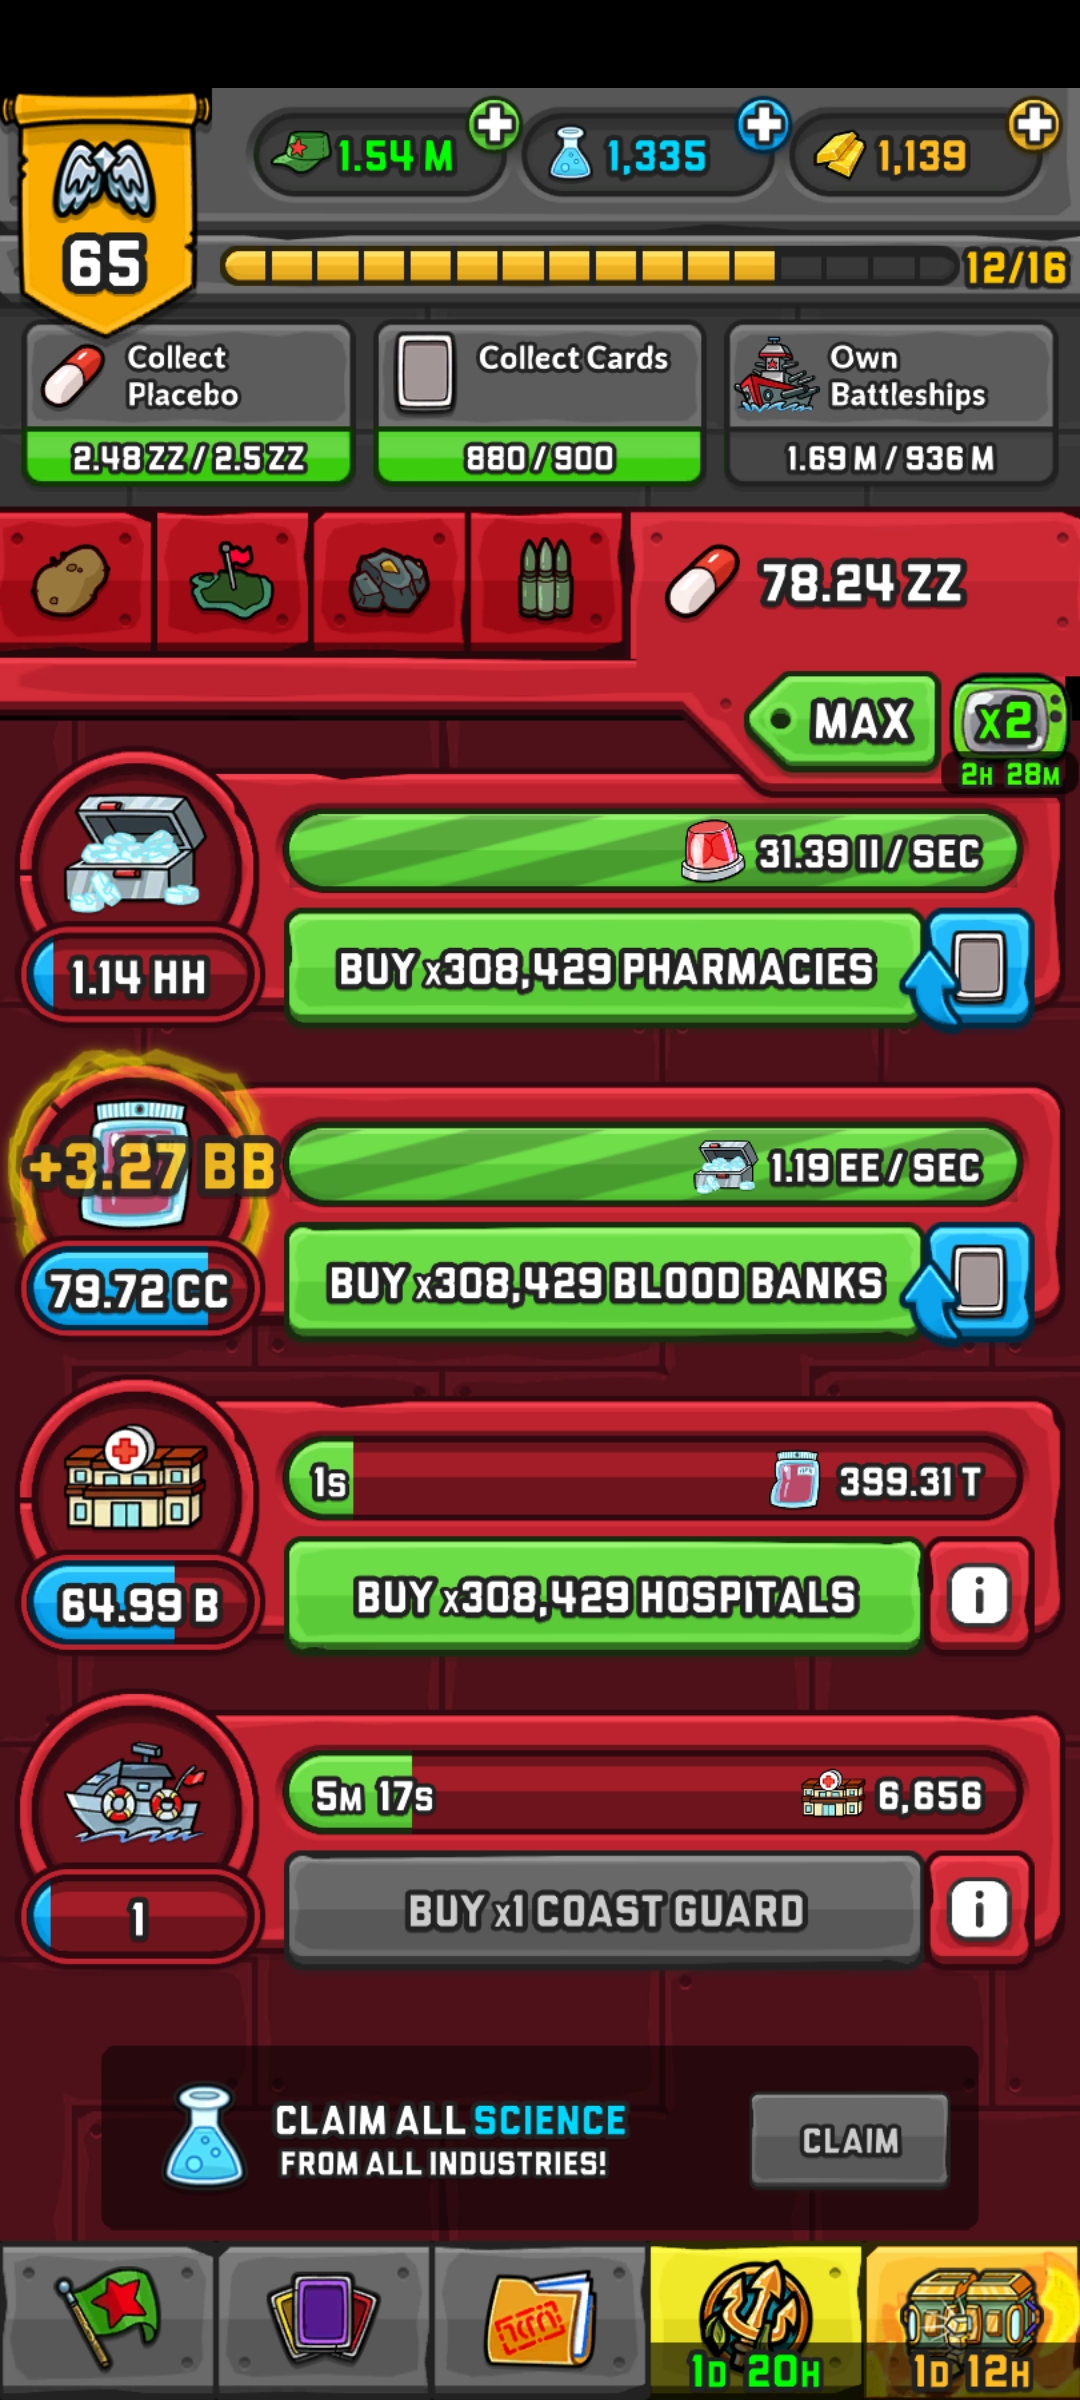 1.54 M
1,335
1,139
65
12/16
Collect
Placebo
2.48 ZZ / 2.5 ZZ
Collect Cards
880 / 900
Own
Battleships
1.69 M / 936 M
78.24 ZZ
MAX
x2
2H 28M
31.39 II / SEC
1.14 HH
BUY x308,429 PHARMACIES
+3.27 BB
1.19 EE / SEC
79.72 CC
BUY x308,429 BLOOD BANKS
1S
399.31 T
64.99 B
BUY x308,429 HOSPITALS
i
5M 17S
6,656
1
BUY x1 COAST GUARD
i
CLAIM ALL SCIENCE
FROM ALL INDUSTRIES!
CLAIM
1D 20H
1D 12H